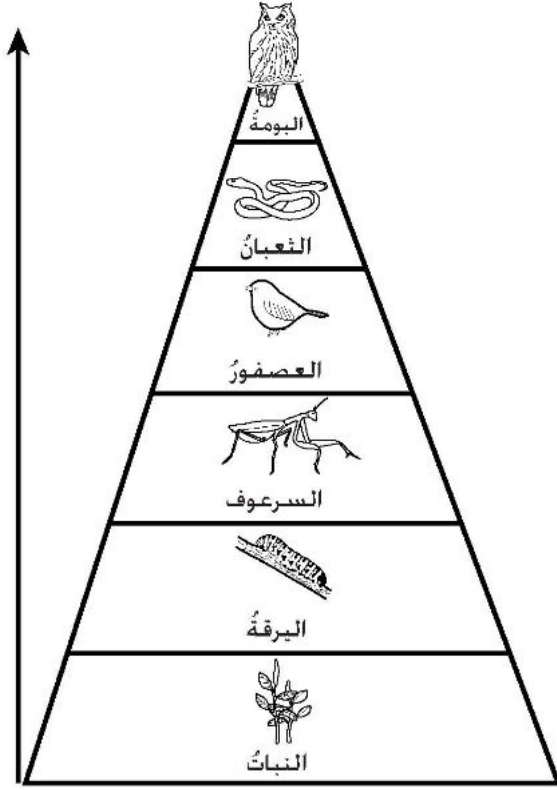 البومةُ
الثعبانُ
العصفورُ
السرعوف
اليرقةُ
النباتُ